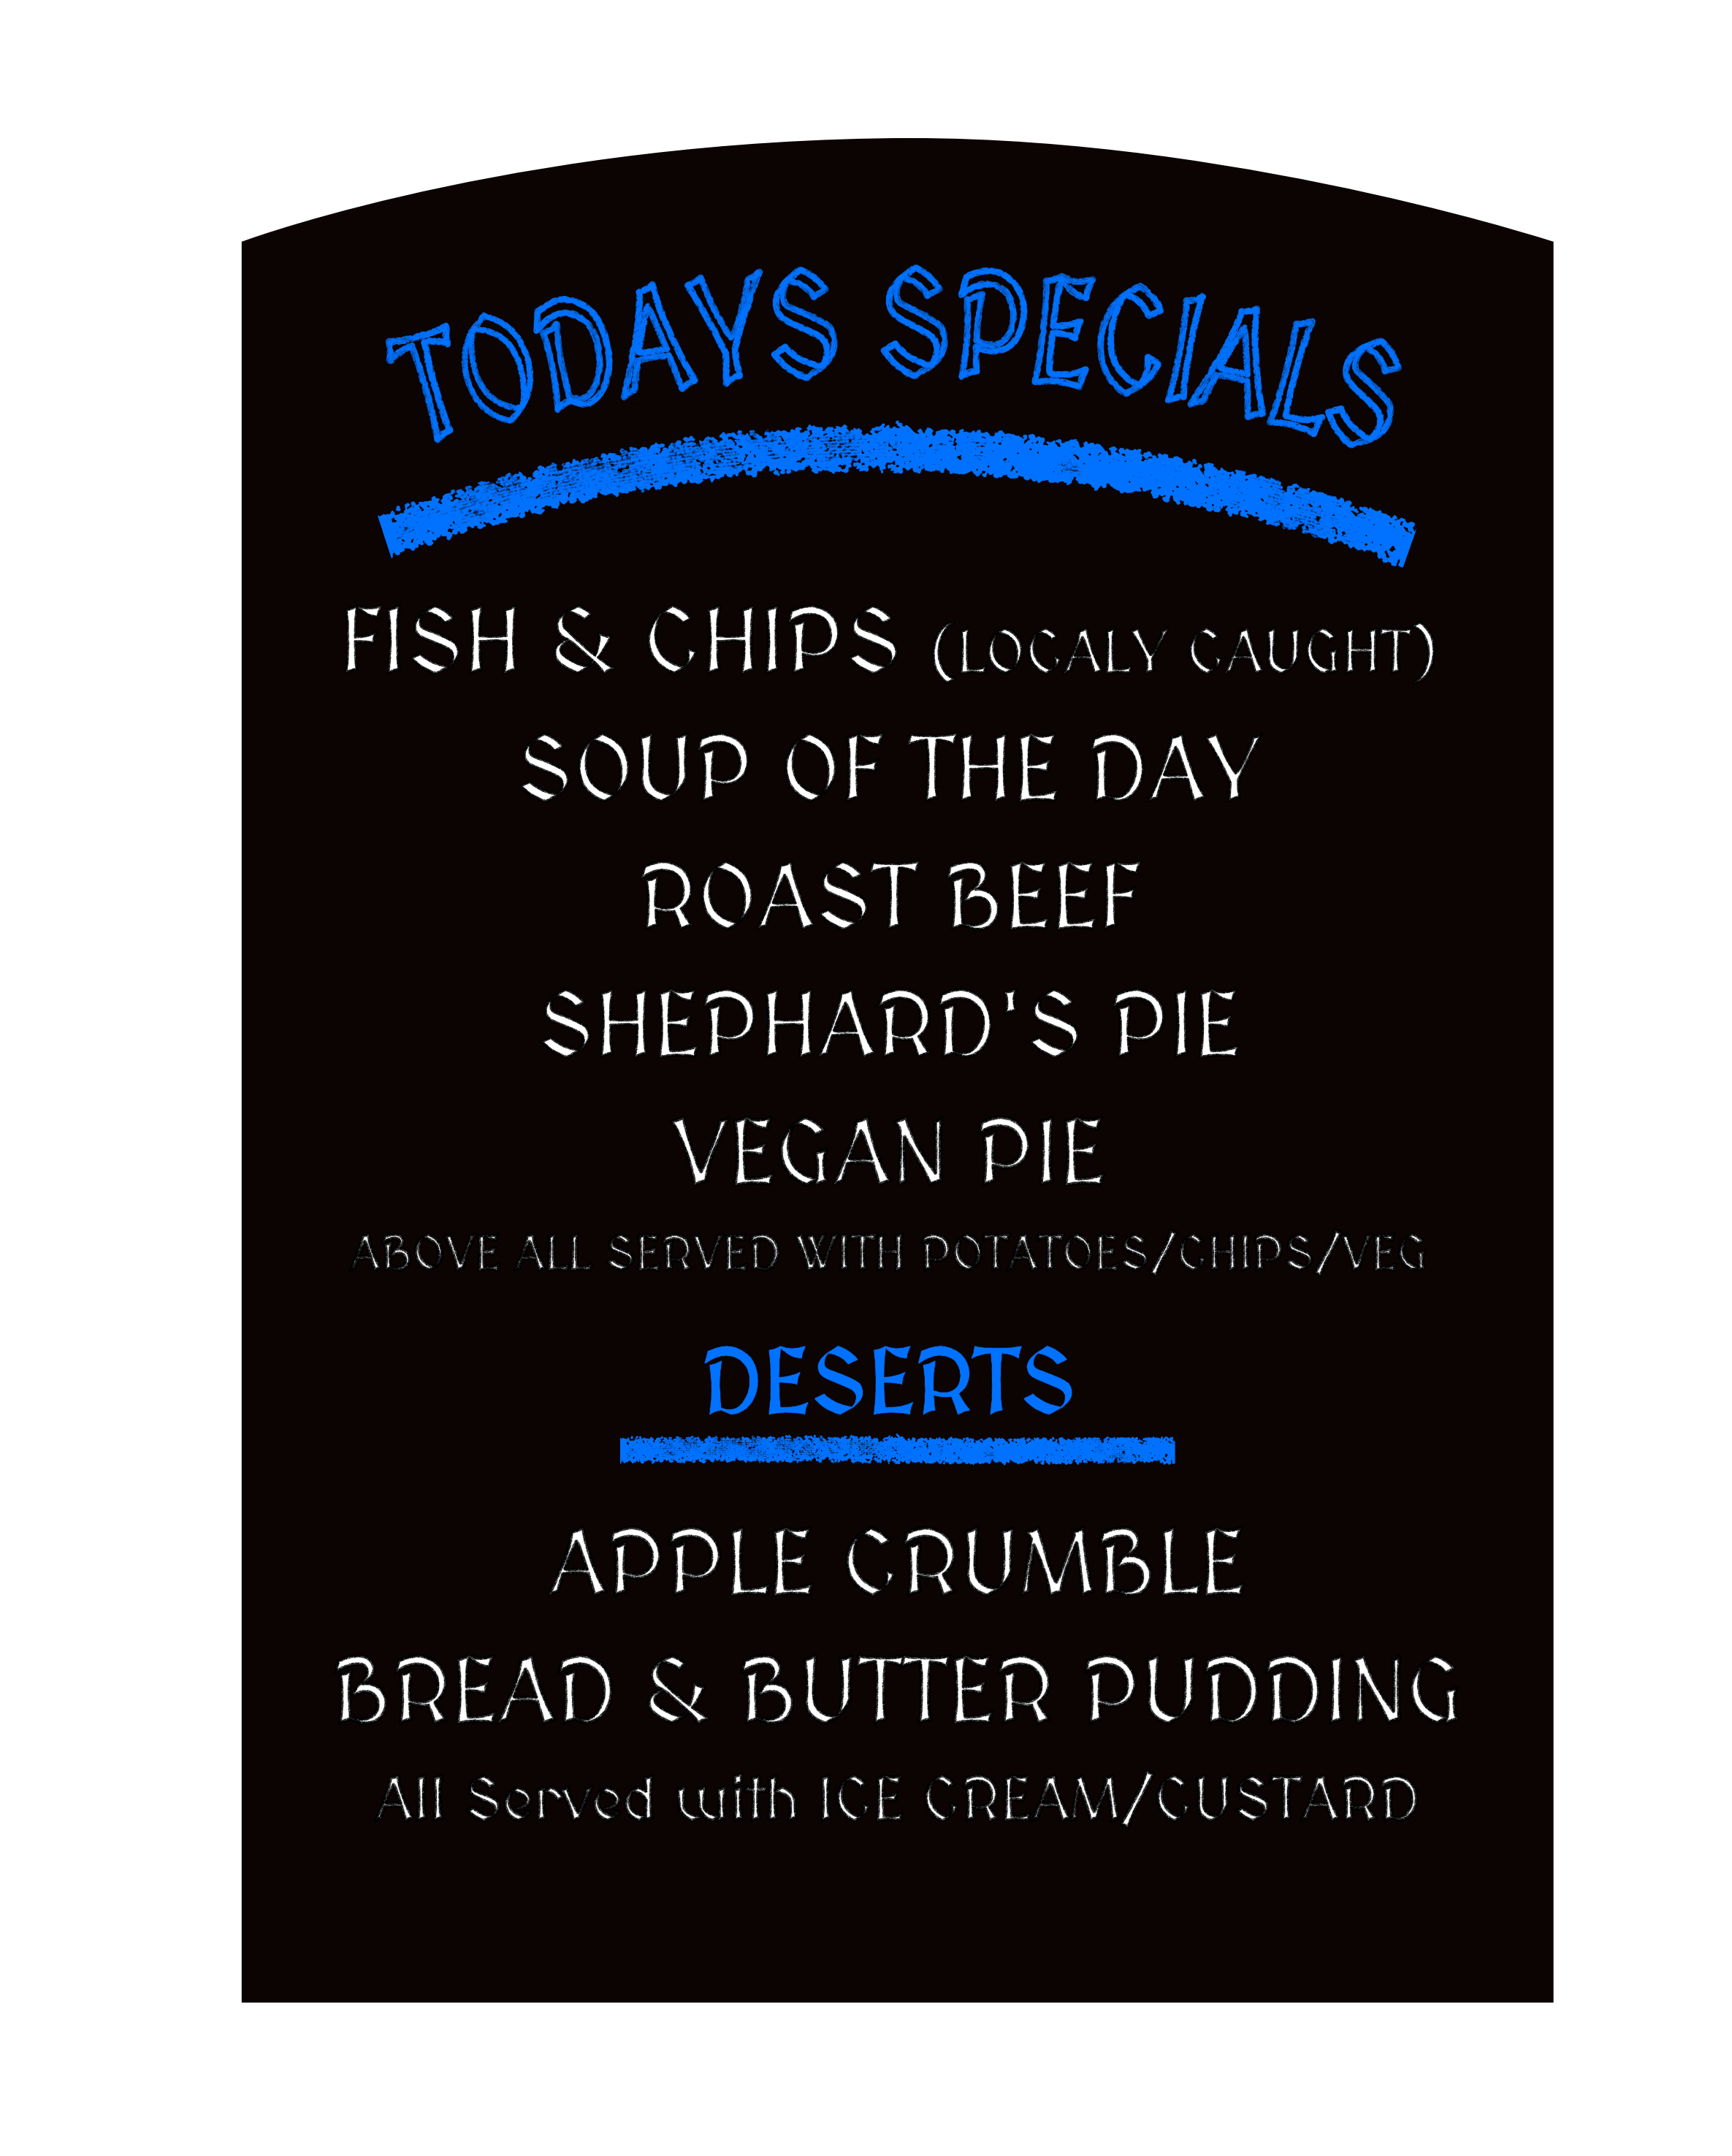 TODAYS SPECIALS
FISH & CHIPS (LOCALY CAUGHT)
SOUP OF THE DAY
ROAST BEEF
SHEPHARD'S PIE
VEGAN PIE
ABOVE ALL SERVED WITH POTATOES/CHIPS/VEG
DESERTS
APPLE CRUMBLE
BREAD & BUTTER PUDDING
All Served with ICE CREAM/CUSTARD